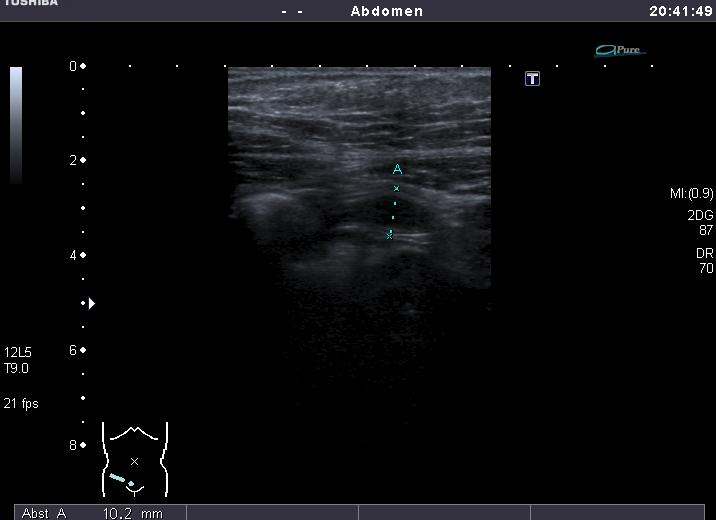 TOSHIBA
- - Abdomen 20:41:49
aPure
T
0
2
4
6
8
A
MI:(0.9)
2DG
87
DR
70
12L5
T9.0
21 fps
Abst A 10.2 mm